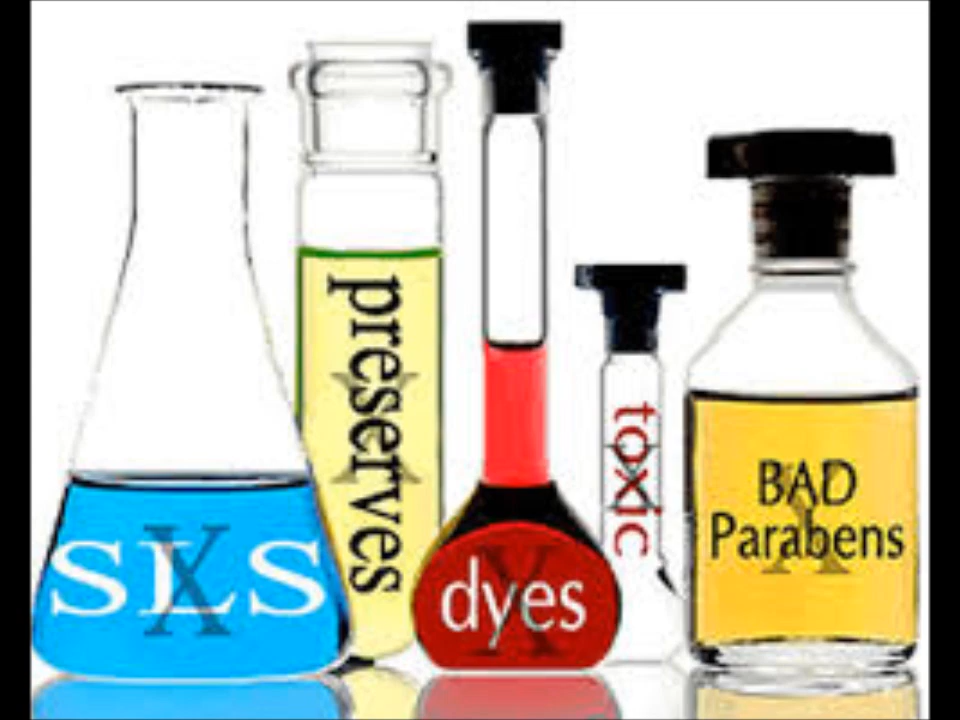 SLS
X
preserves
X
dyes
X
toxic
X
BAD
Parabens
X